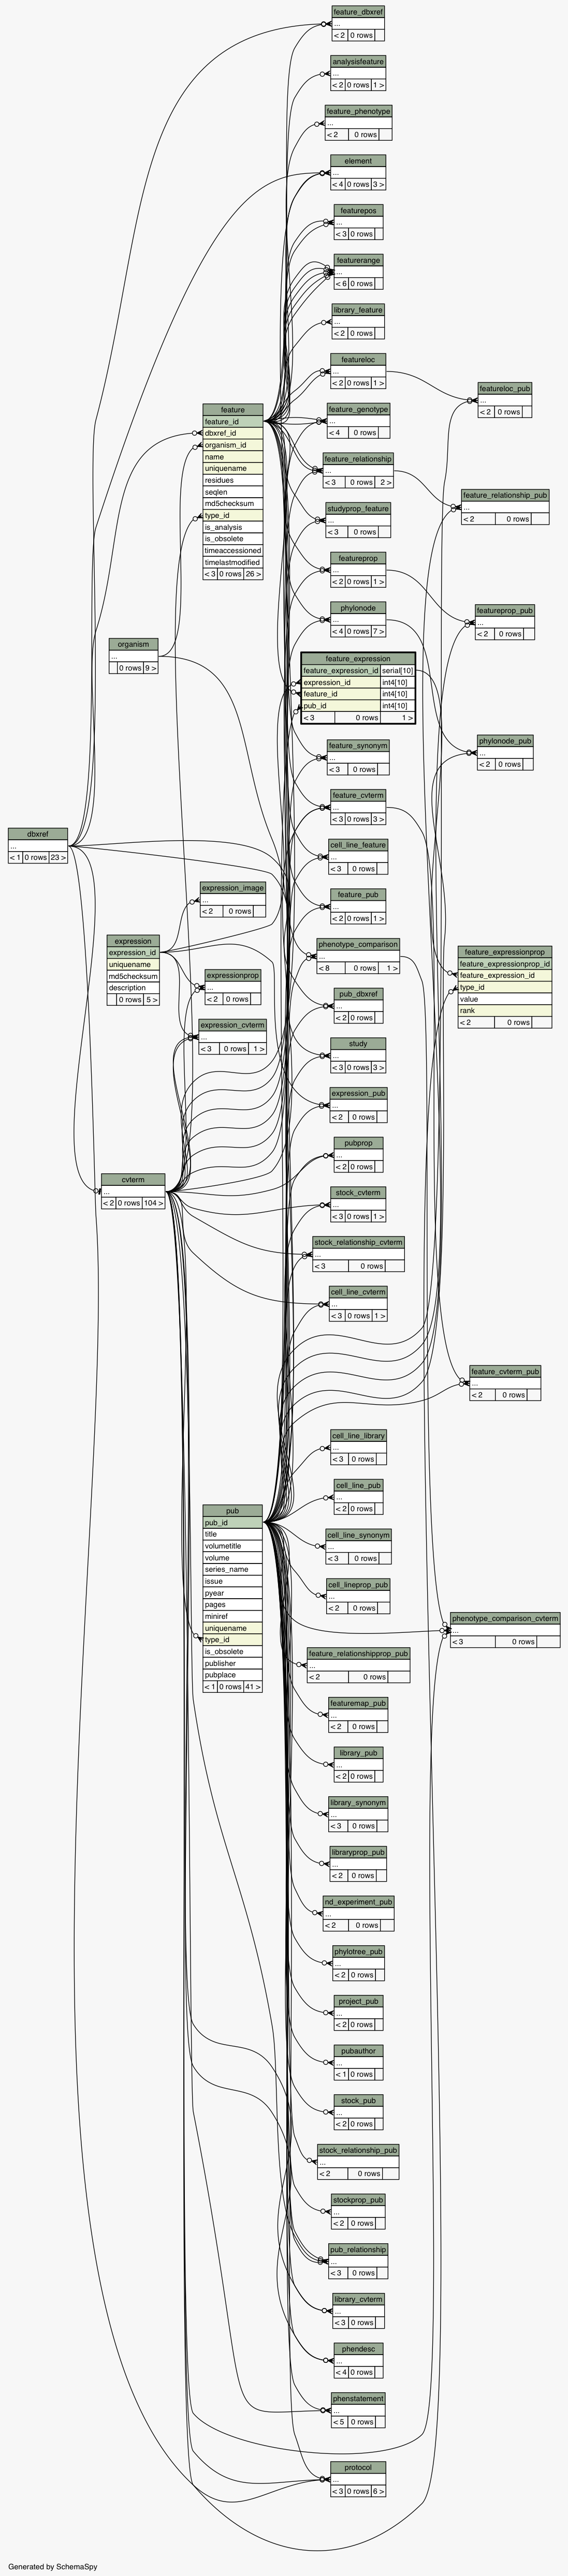 feature_dbxref
...
< 2 0 rows
analysisfeature
...
< 2 0 rows 1 >
feature_phenotype
...
< 2 0 rows
element
...
< 4 0 rows 3 >
featurepos
...
< 3 0 rows
featurerange
...
< 6 0 rows
library_feature
...
< 2 0 rows
featureloc
...
< 2 0 rows 1 >
featureloc_pub
...
< 2 0 rows
feature
feature_id
dbxref_id
organism_id
name
uniquename
residues
seqlen
md5checksum
type_id
is_analysis
is_obsolete
timeaccessioned
timelastmodified
< 3 0 rows 26 >
feature_genotype
...
< 4 0 rows
feature_relationship
...
< 3 0 rows 2 >
feature_relationship_pub
...
< 2 0 rows
studyprop_feature
...
< 3 0 rows
featureprop
...
< 2 0 rows 1 >
featureprop_pub
...
< 2 0 rows
phylonode
...
< 4 0 rows 7 >
organism
...
0 rows 9 >
feature_expression
feature_expression_id serial[10]
expression_id int4[10]
feature_id int4[10]
pub_id int4[10]
< 3 0 rows 1 >
phylonode_pub
...
< 2 0 rows
feature_synonym
...
< 3 0 rows
feature_cvterm
...
< 3 0 rows 3 >
dbxref
...
< 1 0 rows 23 >
cell_line_feature
...
< 3 0 rows
expression_image
...
< 2 0 rows
feature_pub
...
< 2 0 rows 1 >
expression
expression_id
uniquename
md5checksum
description
0 rows 5 >
phenotype_comparison
...
< 8 0 rows 1 >
feature_expressionprop
feature_expressionprop_id
feature_expression_id
type_id
value
rank
< 2 0 rows
expressionprop
...
< 2 0 rows
pub_dbxref
...
< 2 0 rows
expression_cvterm
...
< 3 0 rows 1 >
study
...
< 3 0 rows 3 >
expression_pub
...
< 2 0 rows
pubprop
...
< 2 0 rows
cvterm
...
< 2 0 rows 104 >
stock_cvterm
...
< 3 0 rows 1 >
stock_relationship_cvterm
...
< 3 0 rows
cell_line_cvterm
...
< 3 0 rows 1 >
feature_cvterm_pub
...
< 2 0 rows
cell_line_library
...
< 3 0 rows
cell_line_pub
...
< 2 0 rows
pub
pub_id
title
volumetitle
volume
series_name
issue
pyear
pages
miniref
uniquename
type_id
is_obsolete
publisher
pubplace
< 1 0 rows 41 >
cell_line_synonym
...
< 3 0 rows
cell_lineprop_pub
...
< 2 0 rows
phenotype_comparison_cvterm
...
< 3 0 rows
feature_relationshipprop_pub
...
< 2 0 rows
featuremap_pub
...
< 2 0 rows
library_pub
...
< 2 0 rows
library_synonym
...
< 3 0 rows
libraryprop_pub
...
< 2 0 rows
nd_experiment_pub
...
< 2 0 rows
phylotree_pub
...
< 2 0 rows
project_pub
...
< 2 0 rows
pubauthor
...
< 1 0 rows
stock_pub
...
< 2 0 rows
stock_relationship_pub
...
< 2 0 rows
stockprop_pub
...
< 2 0 rows
pub_relationship
...
< 3 0 rows
library_cvterm
...
< 3 0 rows
phendesc
...
< 4 0 rows
phenstatement
...
< 5 0 rows
protocol
...
< 3 0 rows 6 >
Generated by SchemaSpy